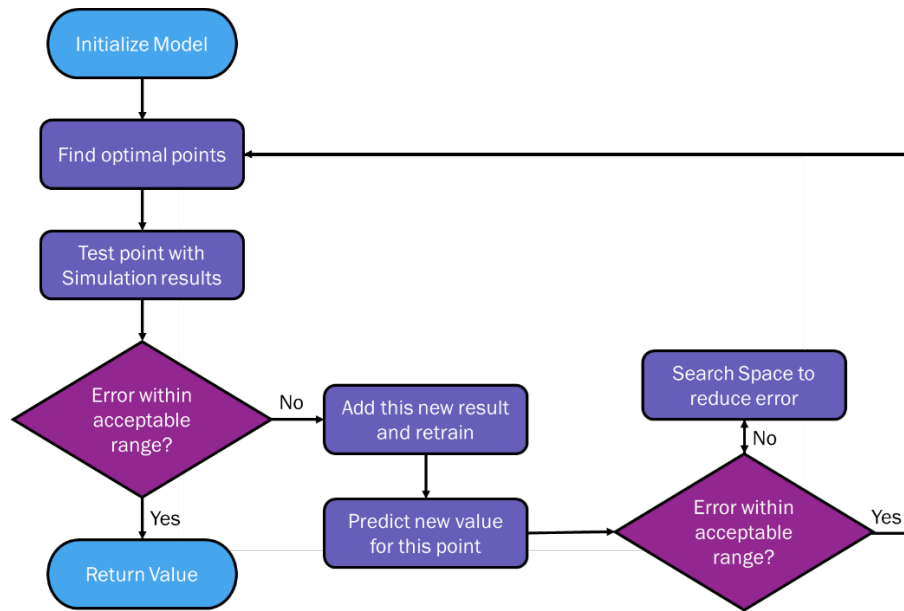 Initialize Model
Find optimal points
Test point with
Simulation results
Error within
acceptable
range?
No
Add this new result
and retrain
Search Space to
reduce error
No
Predict new value
for this point
Error within
acceptable
range?
Yes
Yes
Return Value